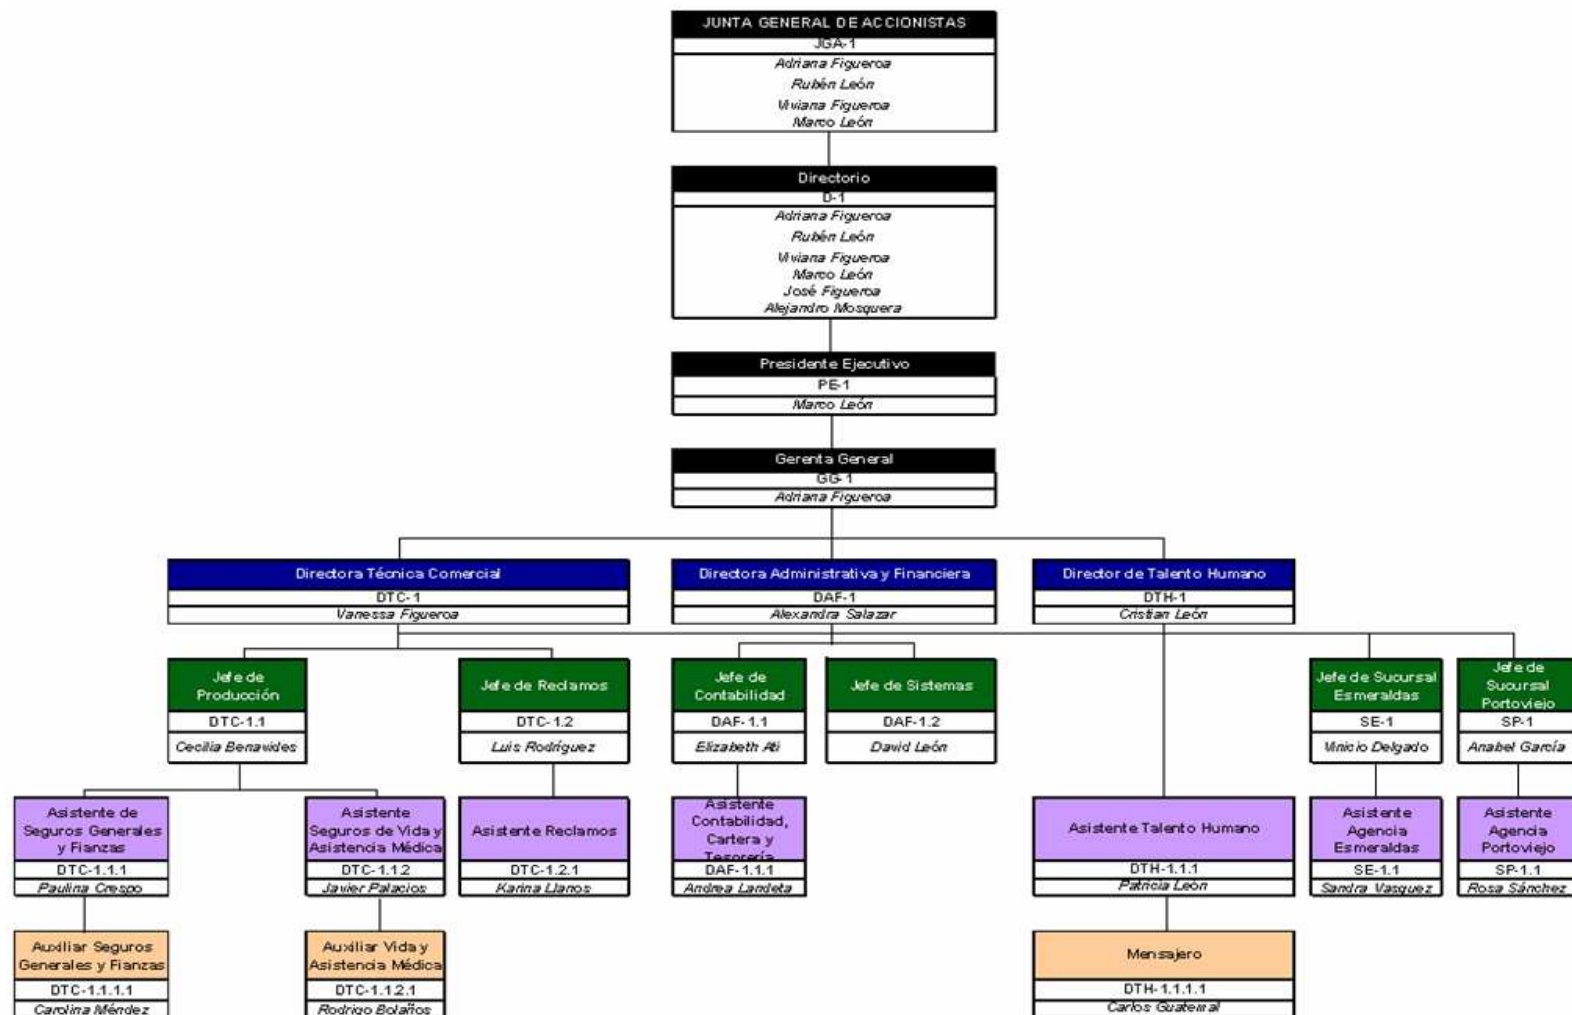 JUNTA GENERAL DE ACCIONISTAS
JGA-1
Adriana Figueroa
Rubén León
Viviana Figueroa
Marco León
Directorio
D-1
Adriana Figueroa
Rubén León
Viviana Figueroa
Marco León
José Figueroa
Alejandro Mosquera
Presidente Ejecutivo
PE-1
Marco León
Gerenta General
GG-1
Adriana Figueroa
Directora Técnica Comercial
DTC-1
Vanessa Figueroa
Directora Administrativa y Financiera
DAF-1
Alexandra Salazar
Director de Talento Humano
DTH-1
Cristian León
Jefe de
Producción
DTC-1.1
Cecilia Benavides
Jefe de Reclamos
DTC-1.2
Luis Rodríguez
Jefe de
Contabilidad
DAF-1.1
Elizabeth Ati
Jefe de Sistemas
DAF-1.2
David León
Jefe de Sucursal
Esmeraldas
SE-1
Vinicio Delgado
Jefe de
Sucursal
Portoviejo
SP-1
Anabel García
Asistente de
Seguros Generales
y Fianzas
DTC-1.1.1
Paulina Crespo
Asistente
Seguros de Vida y
Asistencia Médica
DTC-1.1.2
Javier Palacios
Asistente Reclamos
DTC-1.2.1
Karina Llanos
Asistente
Contabilidad,
Cartera y
Tesorería
DAF-1.1.1
Andrea Landeta
Asistente Talento Humano
DTH-1.1.1
Patricia León
Asistente
Agencia
Esmeraldas
SE-1.1
Sandra Vasquez
Asistente
Agencia
Portoviejo
SP-1.1
Rosa Sánchez
Auxiliar Seguros
Generales y Fianzas
DTC-1.1.1.1
Carolina Méndez
Auxiliar Vida y
Asistencia Médica
DTC-1.1.2.1
Rodrigo Bolaños
Mensajero
DTH-1.1.1.1
Carlos Guatemal